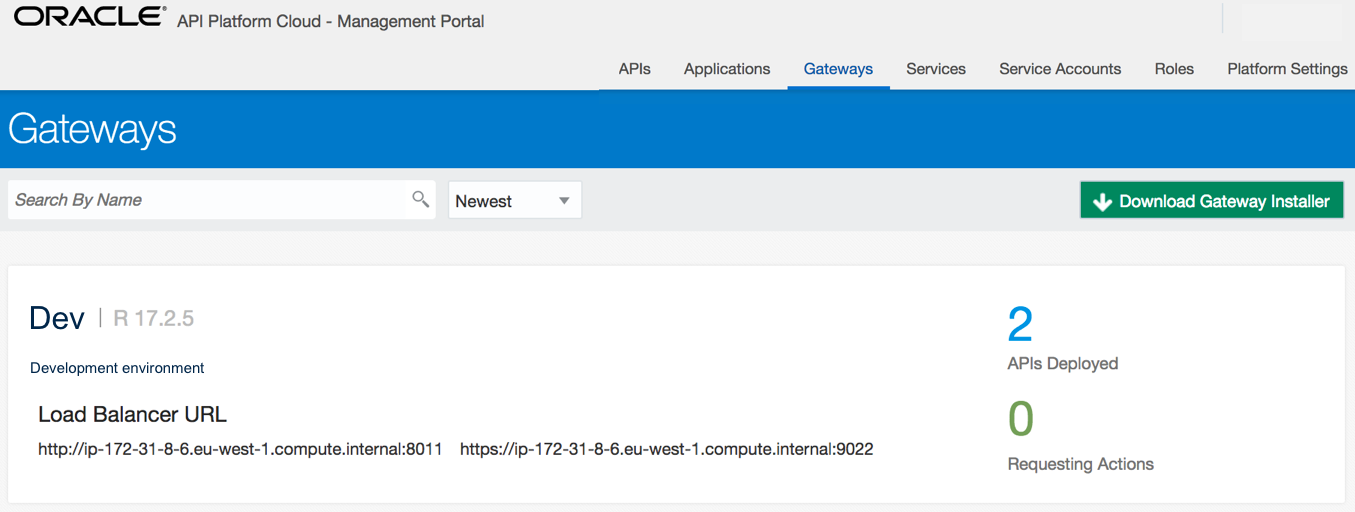 ORACLE® API Platform Cloud - Management Portal
APIs Applications Gateways Services Service Accounts Roles Platform Settings
Gateways
Search By Name Newest Download Gateway Installer
Dev | R 17.2.5
2
APIs Deployed
Development environment
Load Balancer URL
http://ip-172-31-8-6.eu-west-1.compute.internal:8011 https://ip-172-31-8-6.eu-west-1.compute.internal:9022
0
Requesting Actions